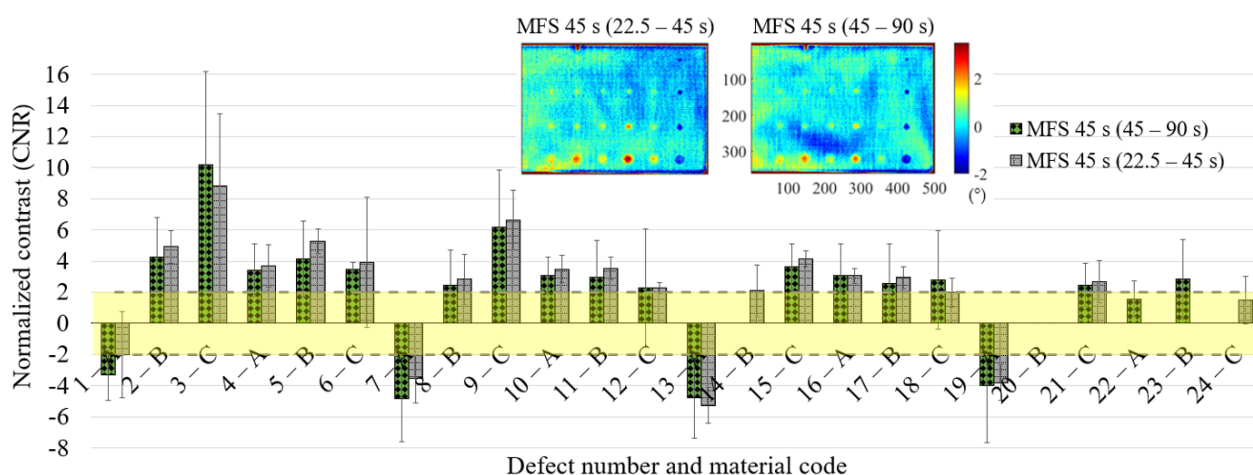 MFS 45 s (22.5 – 45 s)
MFS 45 s (45 – 90 s)
100
200
300
100 200 300 400 500
2
0
-2
(°)
MFS 45 s (45 – 90 s)
MFS 45 s (22.5 – 45 s)
Normalized contrast (CNR)
16
14
12
10
8
6
4
2
0
-2
-4
-6
-8
1 –
2 – B
3 – C
4 – A
5 – B
6 – C
7 –
8 – B
9 – C
10 – A
11 – B
12 – C
13 –
14 – B
15 – C
16 – A
17 – B
18 – C
19 –
20 – B
21 – C
22 – A
23 – B
24 – C
Defect number and material code